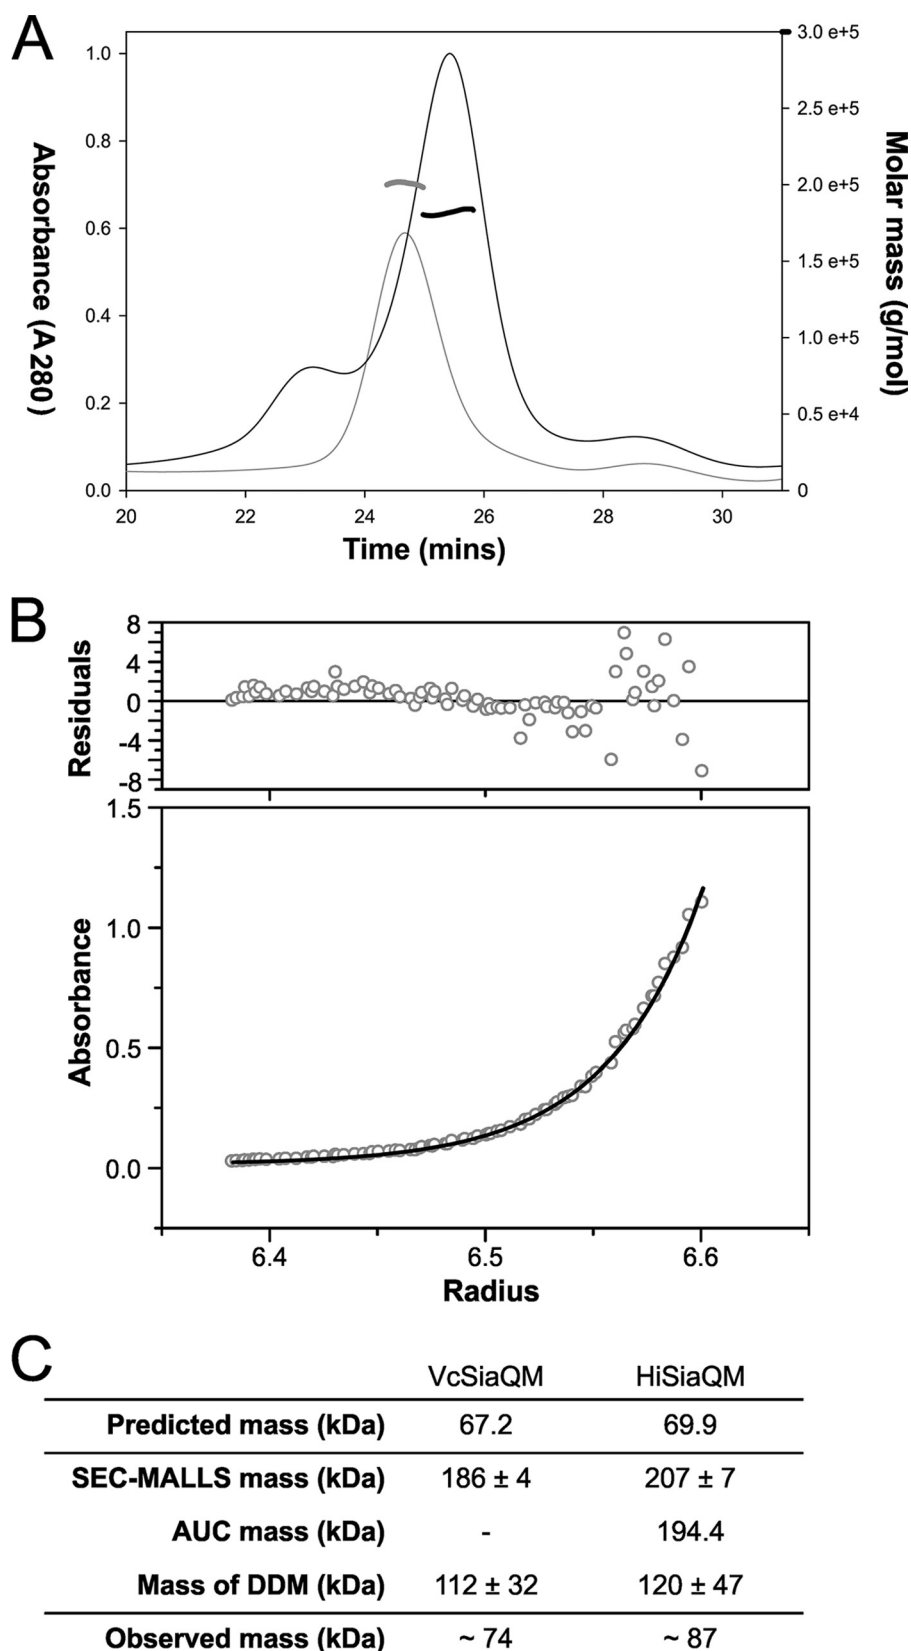 A
Absorbance (A 280)
1.0
0.8
0.6
0.4
0.2
0.0
3.0 e+5
2.5 e+5
2.0 e+5
1.5 e+5
1.0 e+5
0.5 e+4
0
Molar mass (g/mol)
20 22 24 26 28 30
Time (mins)
B
Residuals
8
4
0
-4
-8
Absorbance
1.5
1.0
0.5
0.0
6.4 6.5 6.6
Radius
C
VcSiaQM HiSiaQM
Predicted mass (kDa) 67.2 69.9
SEC-MALLS mass (kDa) 186 ± 4 207 ± 7
AUC mass (kDa) - 194.4
Mass of DDM (kDa) 112 ± 32 120 ± 47
Observed mass (kDa) ~ 74 ~ 87